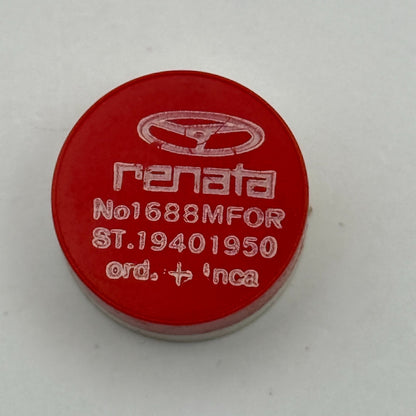 renata
No1688MFOR
ST.19401950
ord. + 'nca